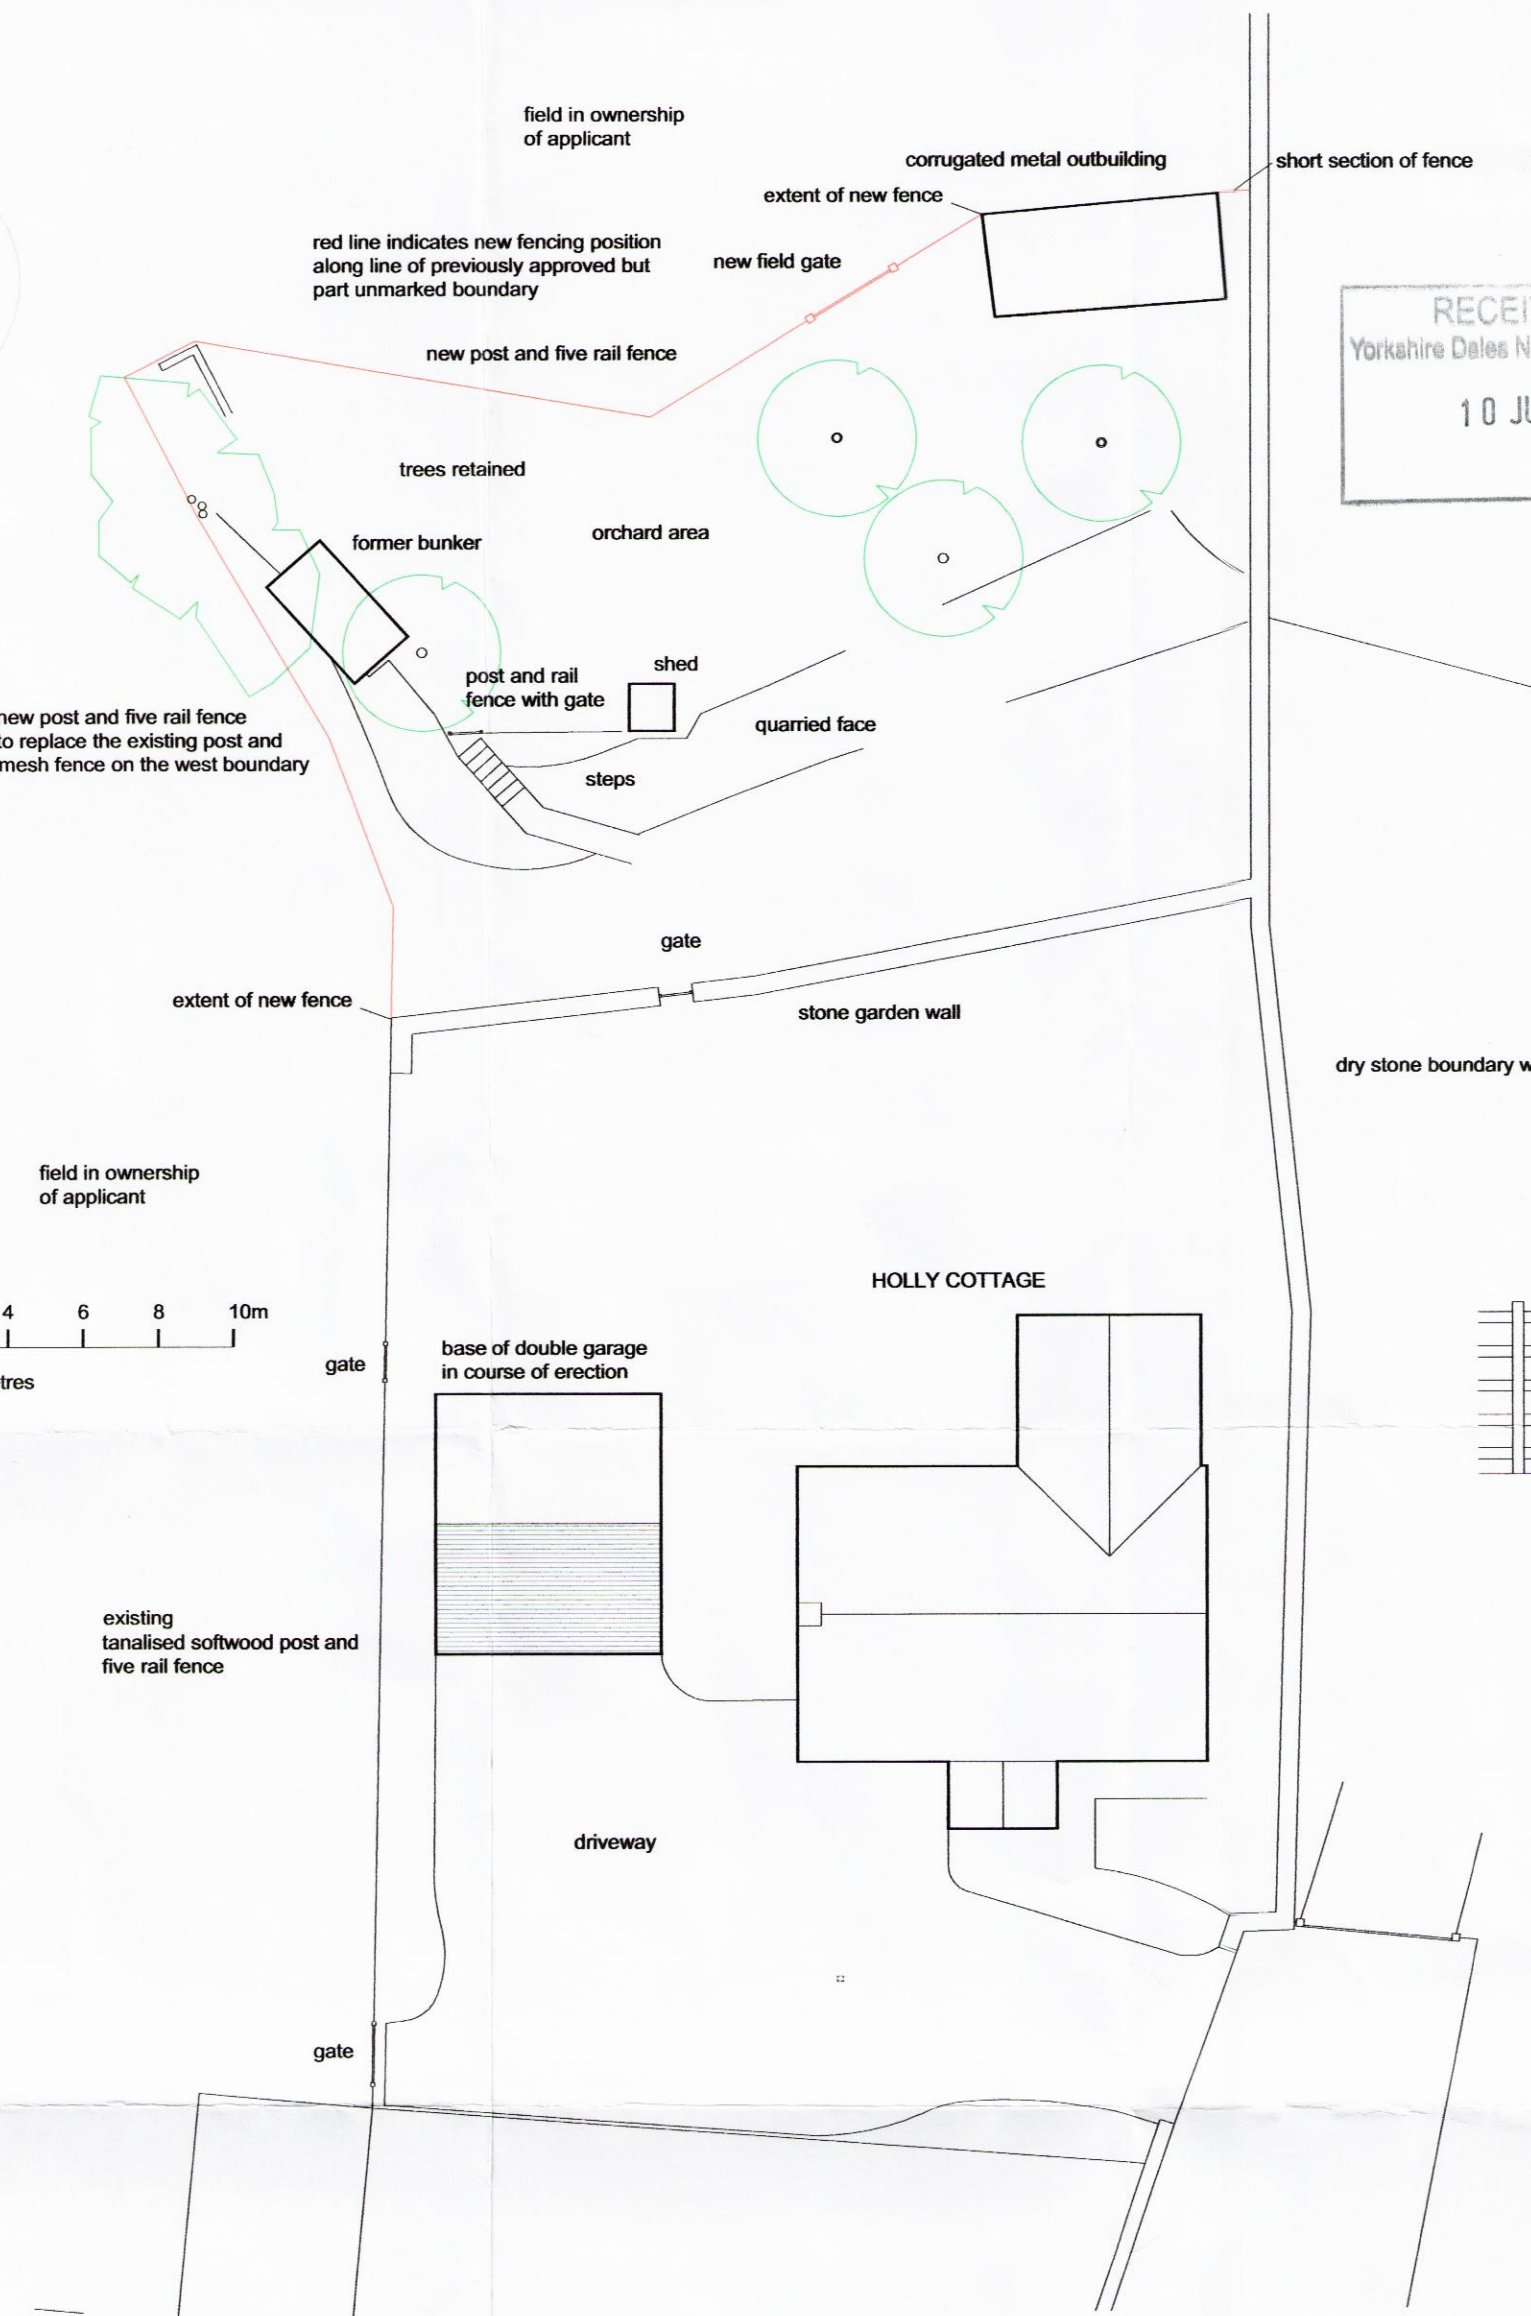 field in ownership
of applicant
corrugated metal outbuilding
short section of fence
extent of new fence
red line indicates new fencing position
along line of previously approved but
part unmarked boundary
new field gate
RECEI
Yorkshire Dales N
10 JU
new post and five rail fence
trees retained
orchard area
former bunker
shed
post and rail
fence with gate
quarried face
new post and five rail fence
to replace the existing post and
mesh fence on the west boundary
steps
gate
extent of new fence
stone garden wall
dry stone boundary w
field in ownership
of applicant
HOLLY COTTAGE
4 6 8 10m
tres
gate
base of double garage
in course of erection
existing
tanalised softwood post and
five rail fence
driveway
gate